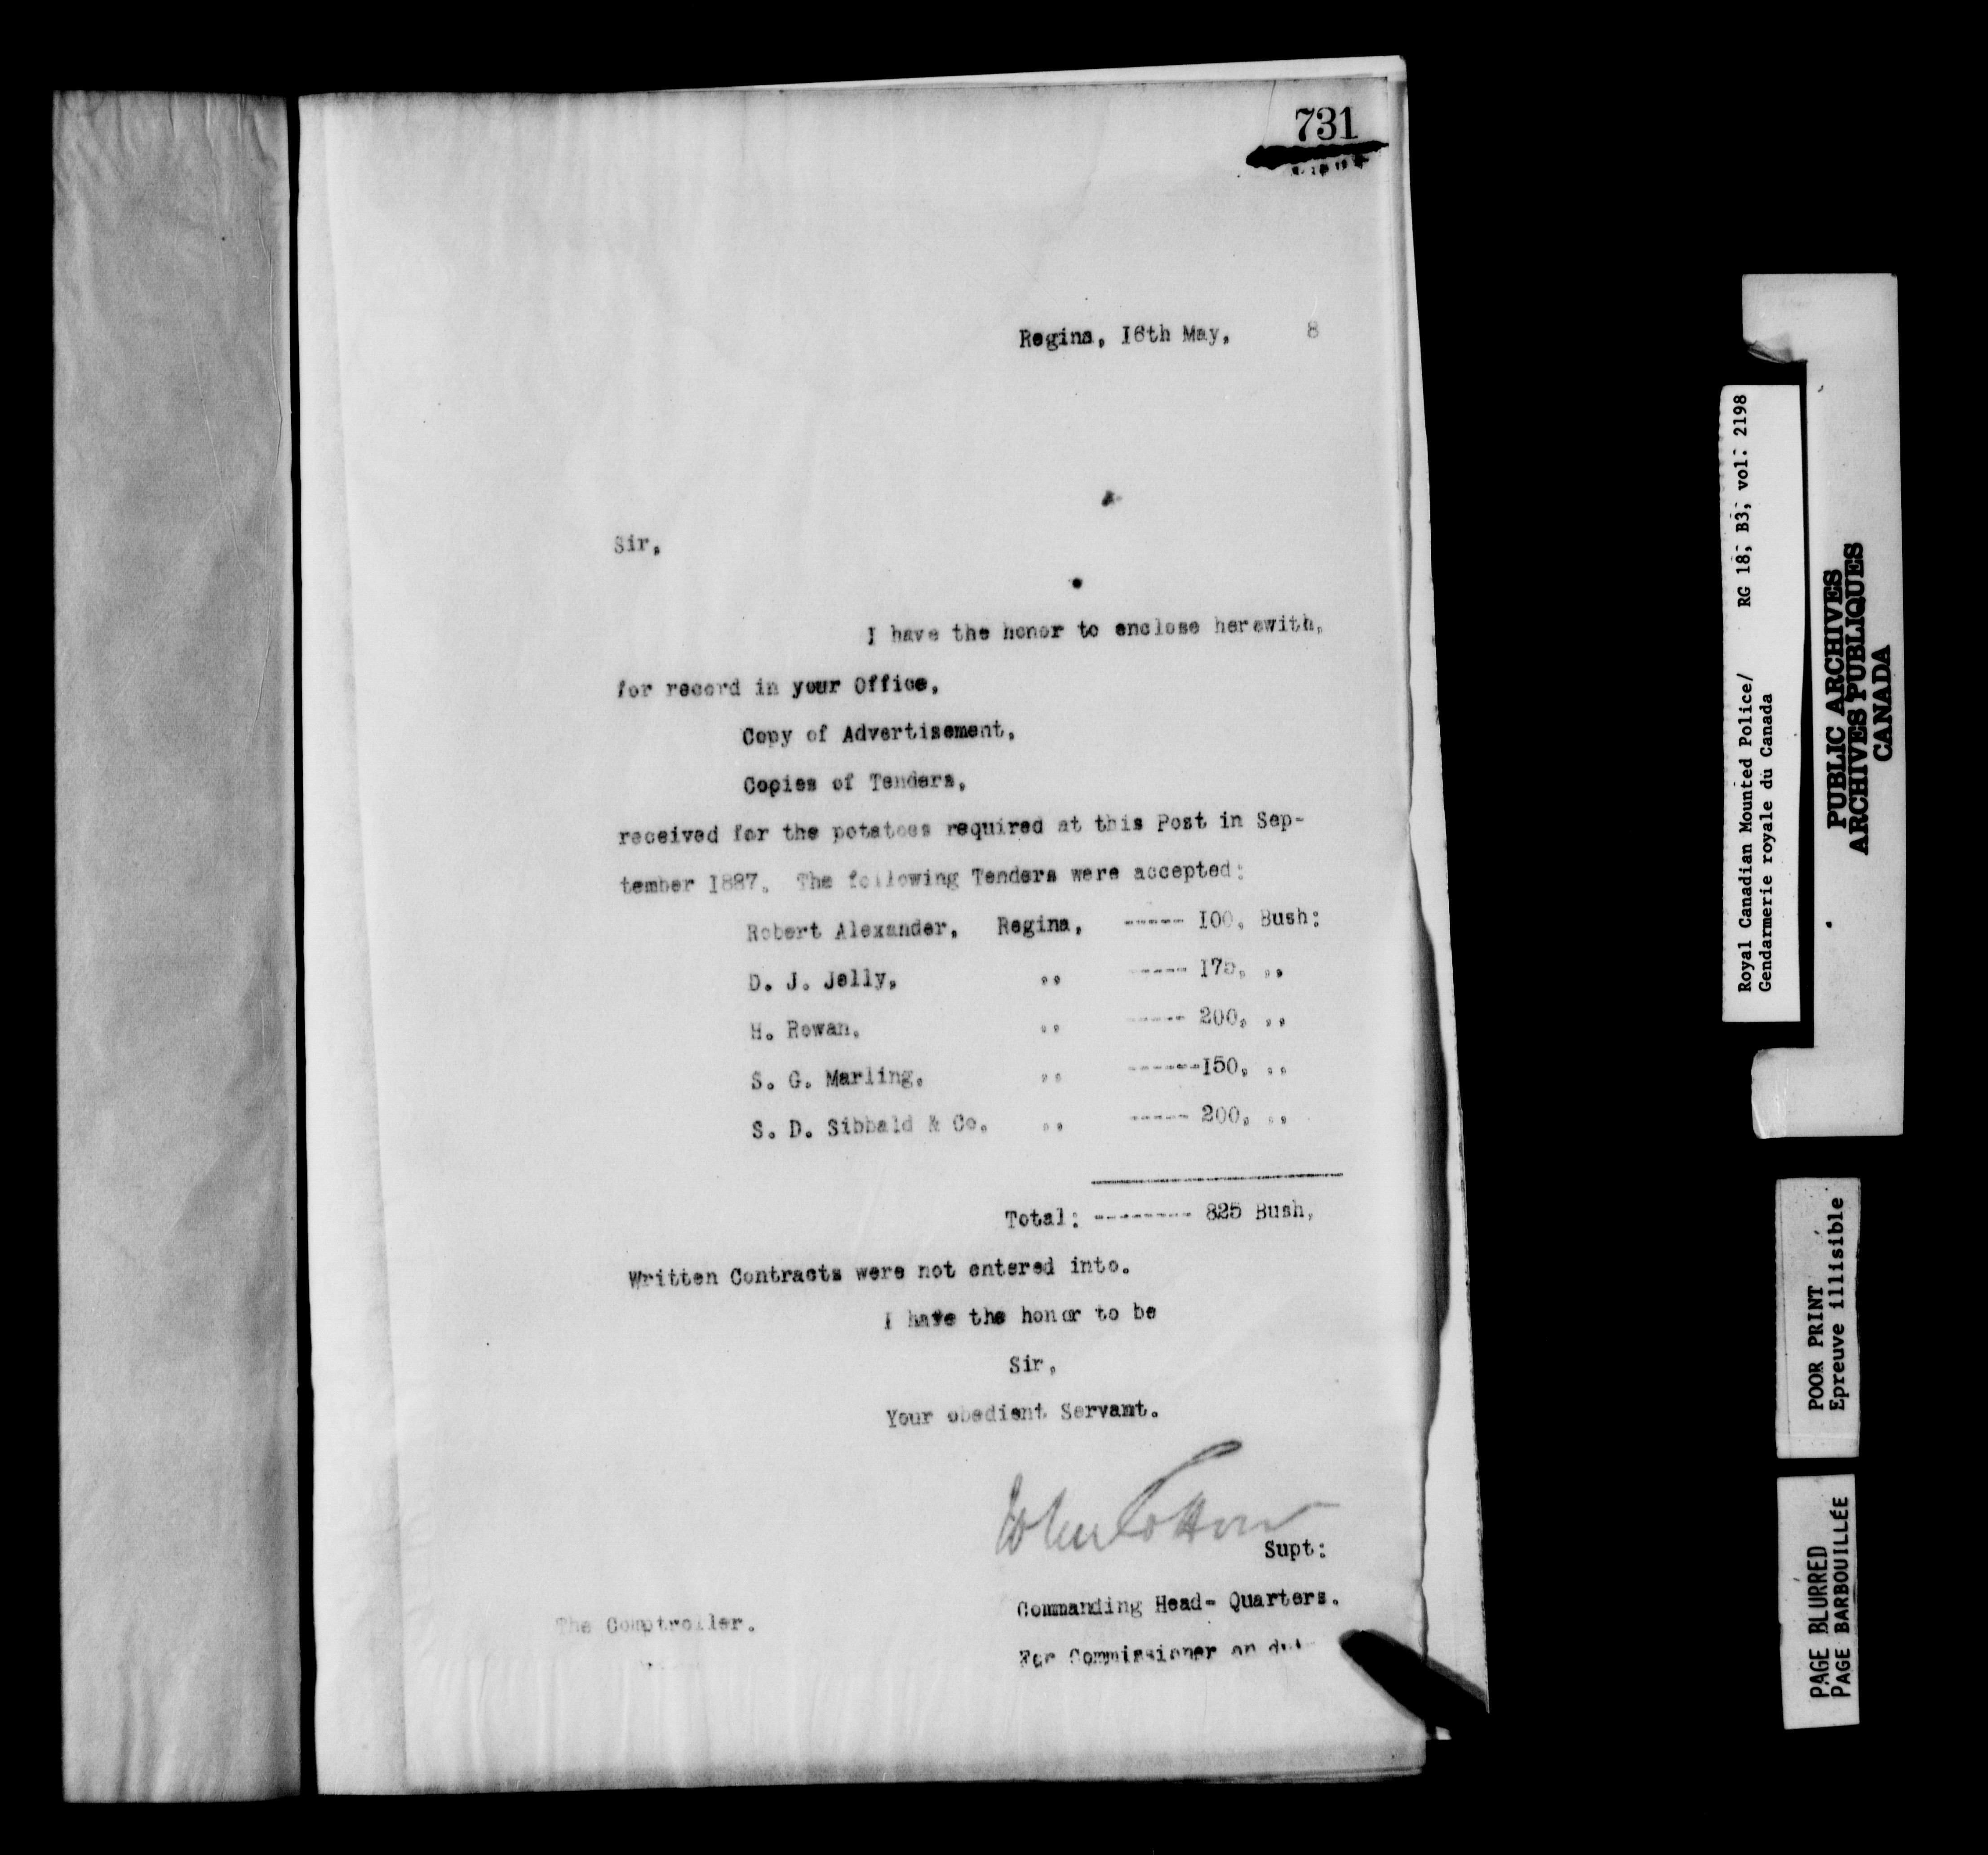 731
Regina, 16th May, 8
Sir,
I have the honor to enclose herewith,
for record in your Office,
Copy of Advertisement,
Copies of Tenders,
received for the potatoes required at this Post in Sep-
tember 1887. The following Tenders were accepted:
Robert Alexander, Regina, ----- 100, Bush:
D. J. Jelly, ,, ----- 175, ,,
H. Rowan, ,, ----- 200, ,,
S. G. Marling, ,, ------150, ,,
S. D. Sibbald & Co. ,, ----- 200, ,,
Total: -------- 825 Bush,
Written Contracts were not entered into.
I have the honor to be
Sir,
Your obedient Servant.
John Cotton
Supt:
Commanding Head- Quarters.
The Comptroller.
For Commissioner on
Royal Canadian Mounted Police/ RG 18, B3, vol. 2198
Gendarmerie royale du Canada
PUBLIC ARCHIVES
ARCHIVES PUBLIQUES
CANADA
POOR PRINT
Epreuve illisible
PAGE BLURRED
PAGE BARBOUILLÉE